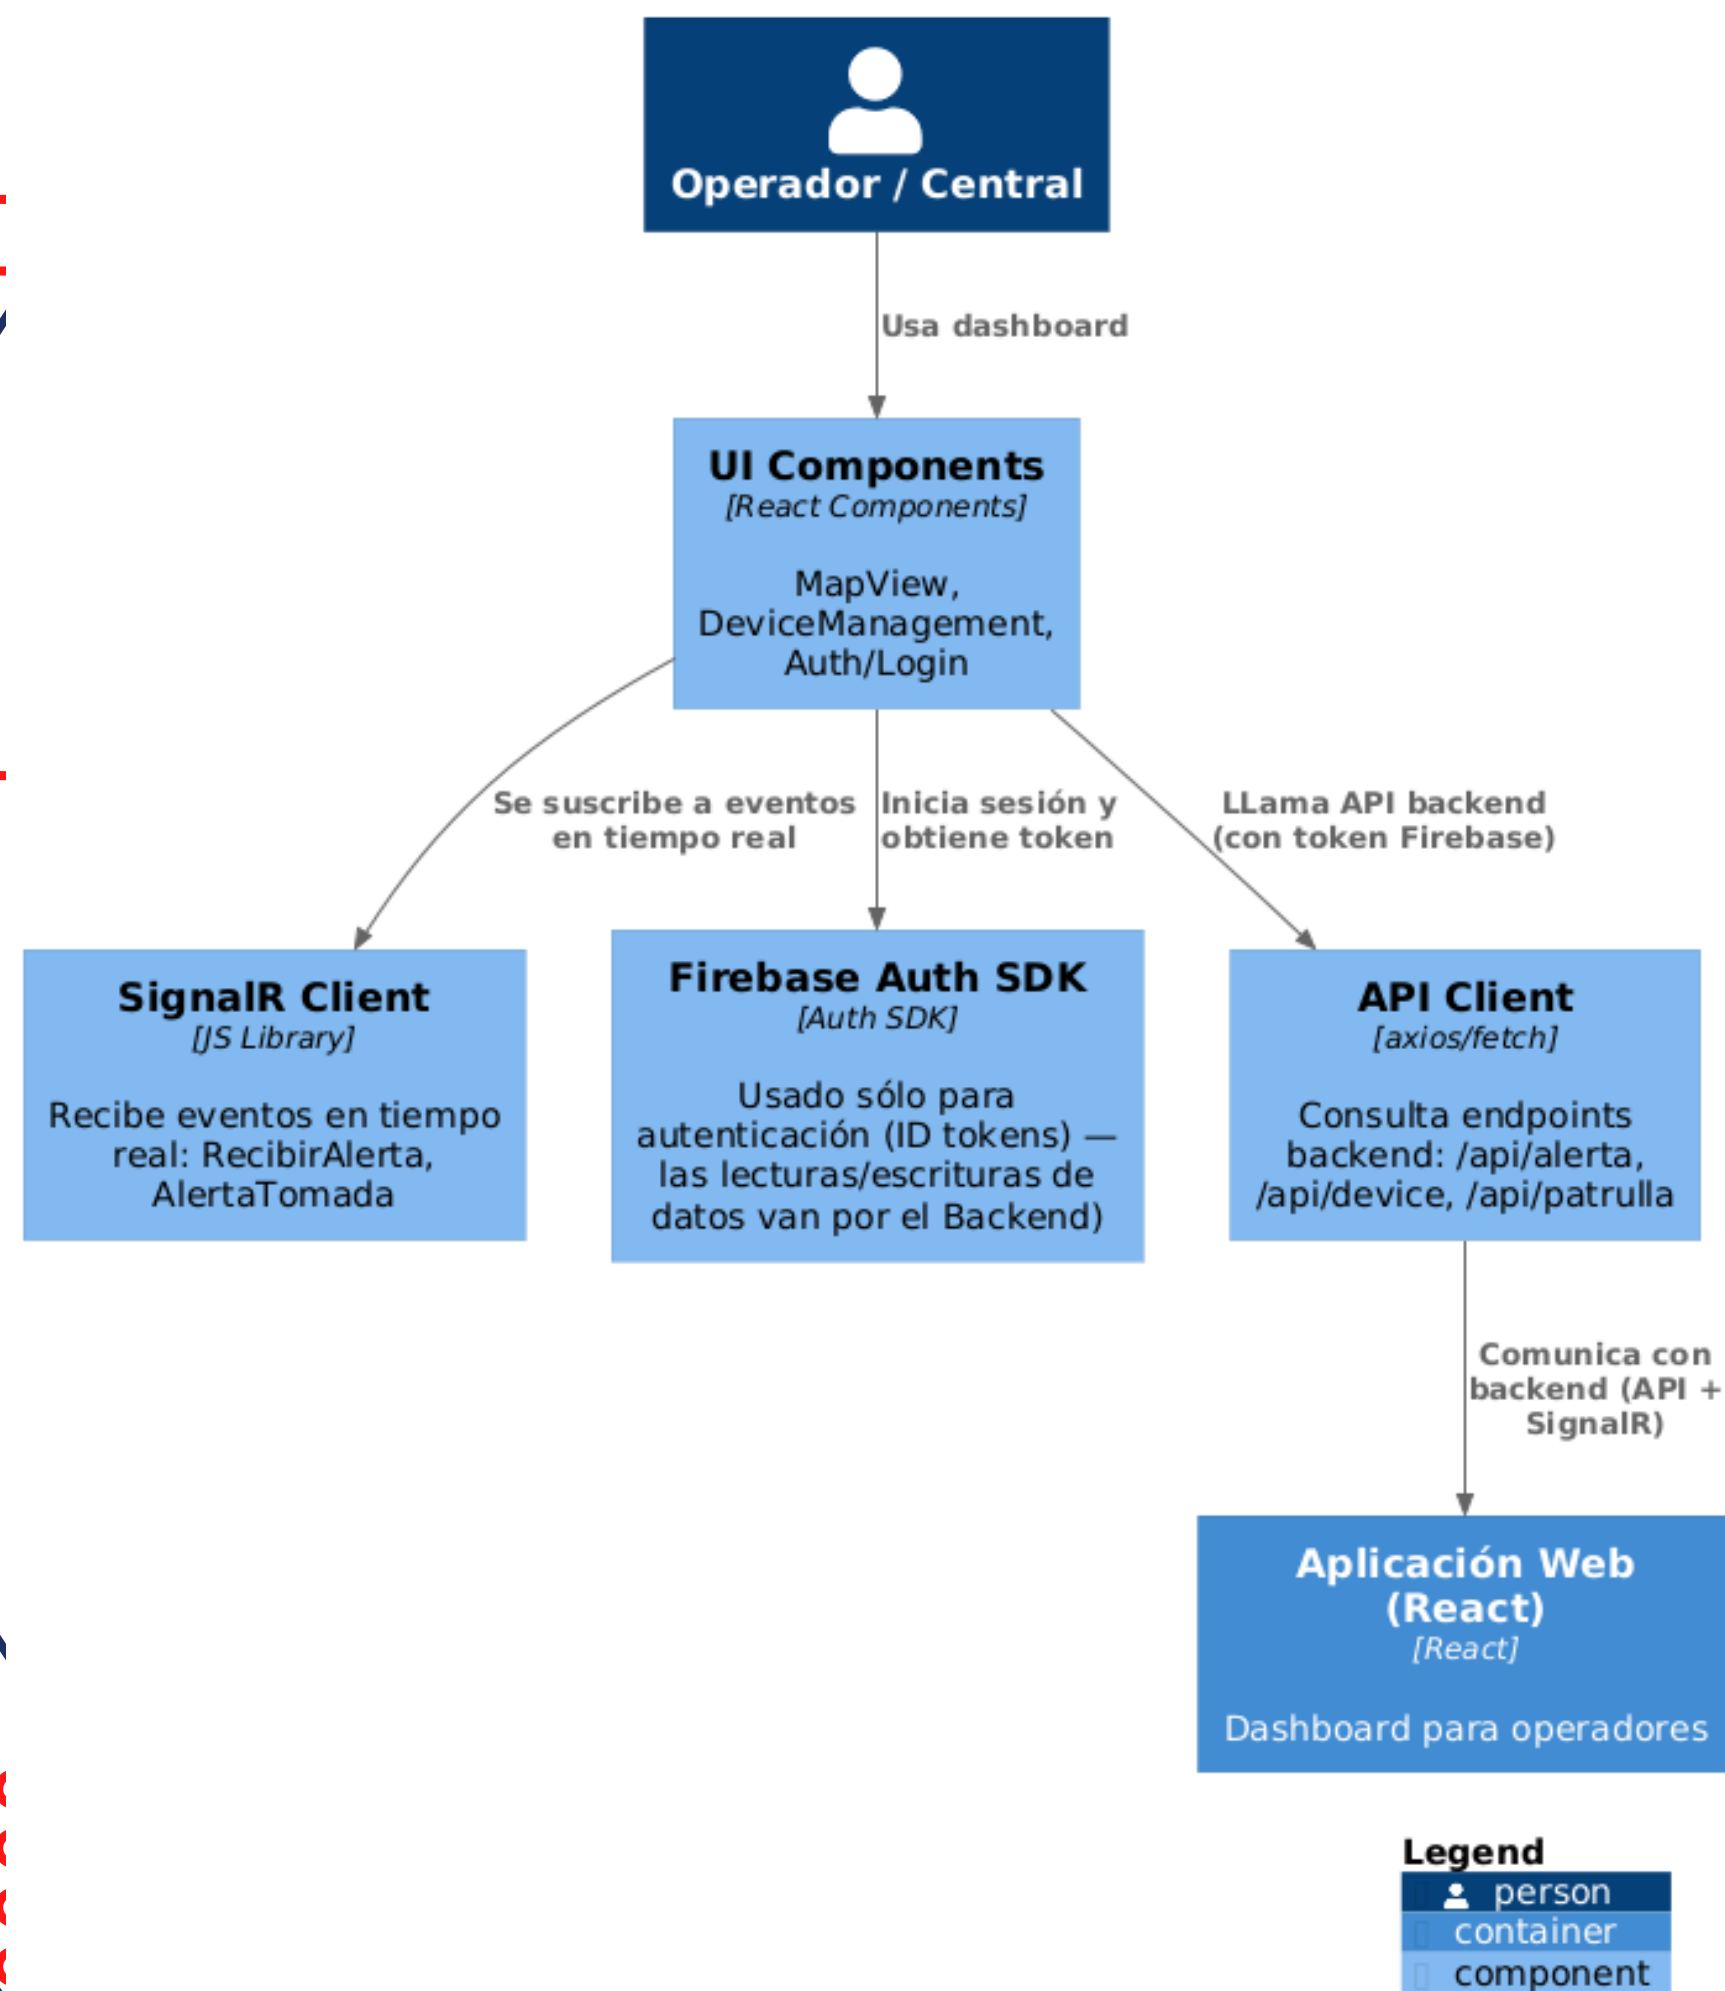 Operador / Central
Usa dashboard
UI Components
[React Components]
MapView,
DeviceManagement,
Auth/Login
Se suscribe a eventos
en tiempo real
Inicia sesión y
obtiene token
LLama API backend
(con token Firebase)
SignalR Client
[JS Library]
Recibe eventos en tiempo
real: RecibirAlerta,
AlertaTomada
Firebase Auth SDK
[Auth SDK]
Usado sólo para
autenticación (ID tokens) —
las lecturas/escrituras de
datos van por el Backend)
API Client
[axios/fetch]
Consulta endpoints
backend: /api/alerta,
/api/device, /api/patrulla
Comunica con
backend (API +
SignalR)
Aplicación Web
(React)
[React]
Dashboard para operadores
Legend
person
container
component